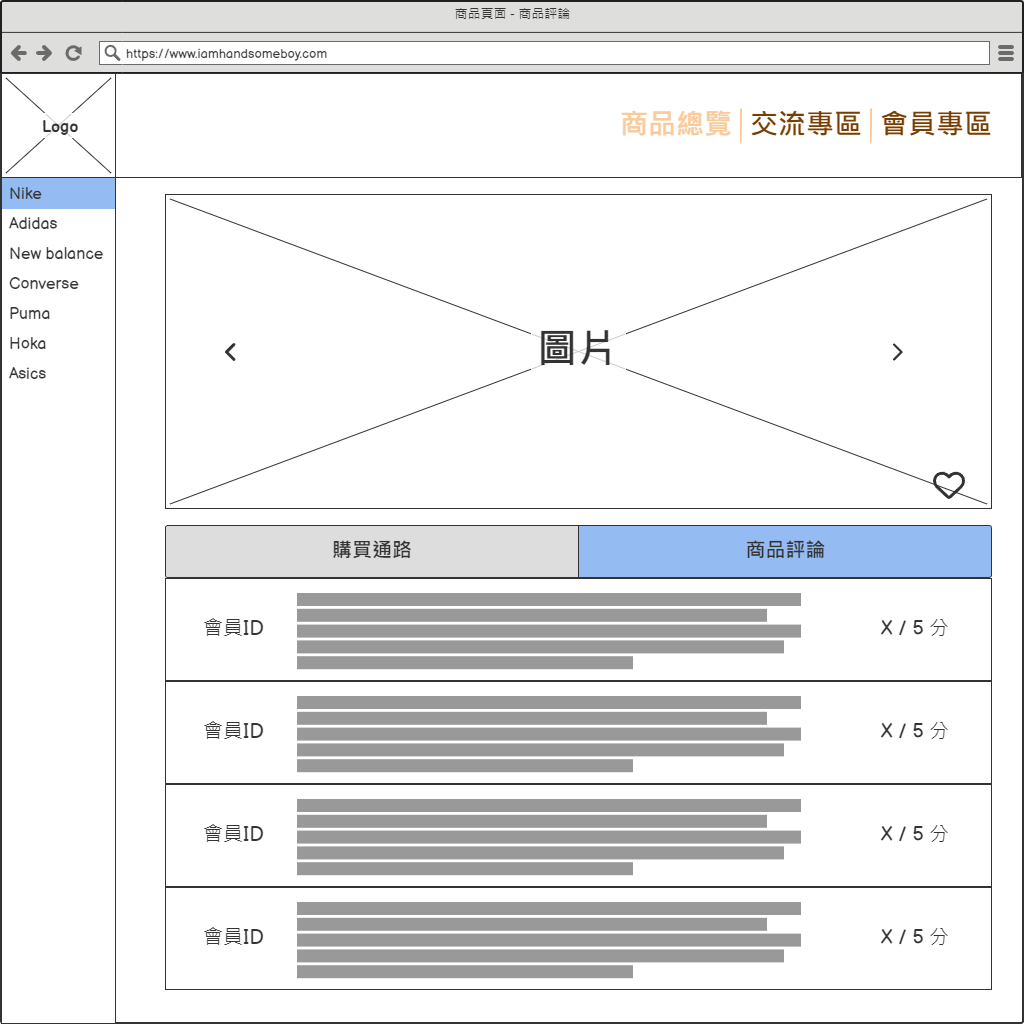 商品頁面 - 商品評論
https://www.iamhandsomeboy.com
Logo
商品總覽 交流專區 會員專區
Nike
Adidas
New balance
Converse
Puma
Hoka
Asics
圖片
購買通路 商品評論
會員ID X / 5 分
會員ID X / 5 分
會員ID X / 5 分
會員ID X / 5 分